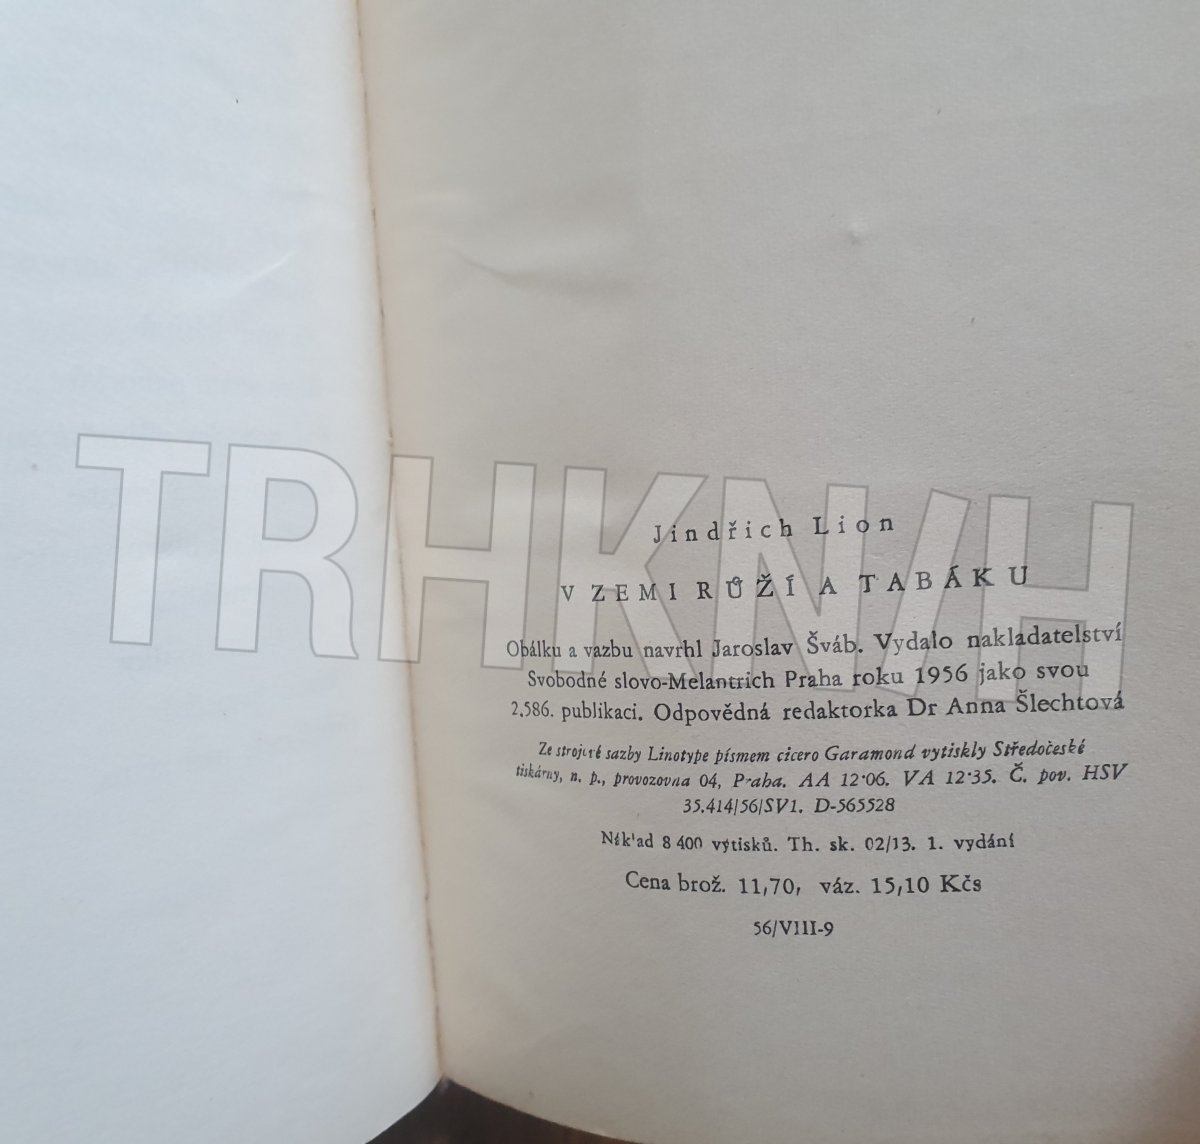 TRHKNIH
Jindřich Lion
V ZEMI RŮŽÍ A TABÁKU
Obálku a vazbu navrhl Jaroslav Šváb. Vydalo nakladatelství
Svobodné slovo-Melantrich Praha roku 1956 jako svou
2.586. publikaci. Odpovědná redaktorka Dr Anna Šlechtová
Ze strojové sazby Linotype písmem cicero Garamond vytiskly Středočeské
tiskárny, n. p., provozovna 04, Praha. AA 12·06. VA 12·35. Č. pov. HSV
35.414/56/SV1. D-565528
Náklad 8 400 výtisků. Th. sk. 02/13. 1. vydání
Cena brož. 11,70, váz. 15,10 Kčs
56/VIII-9